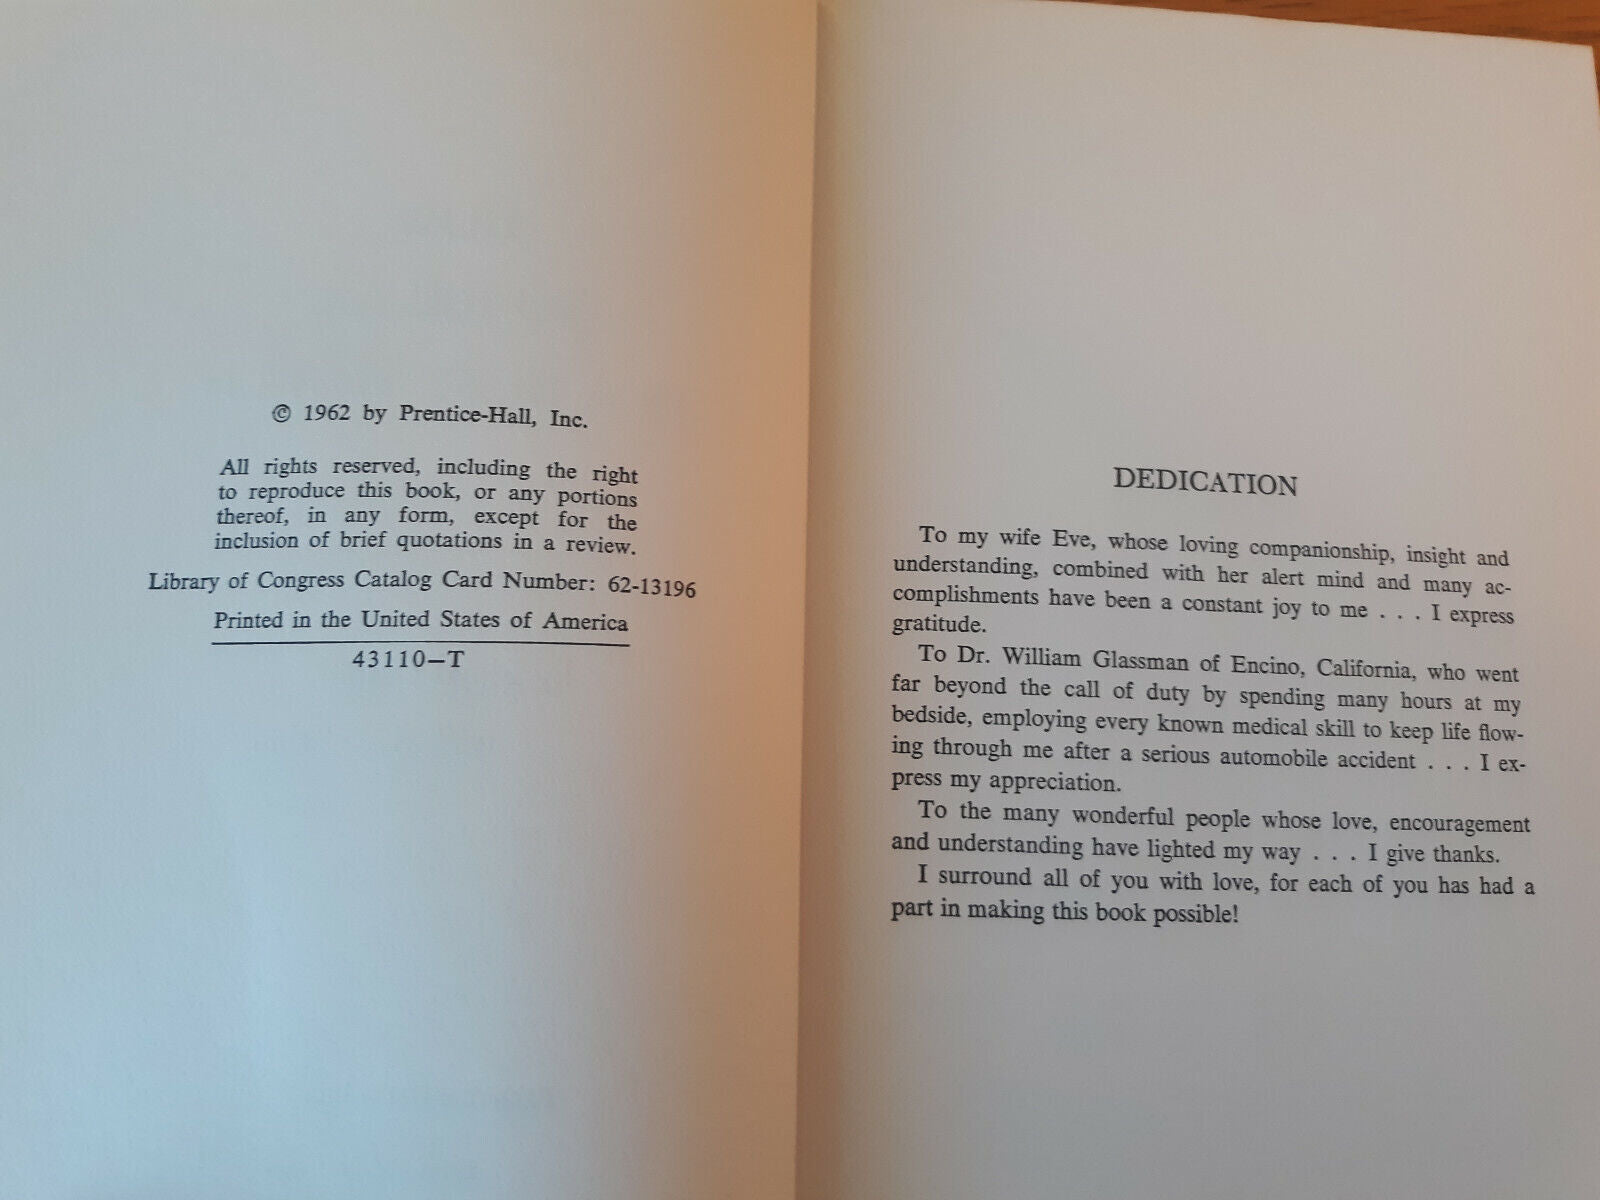 © 1962 by Prentice-Hall, Inc.
All rights reserved, including the right
to reproduce this book, or any portions
thereof, in any form, except for the
inclusion of brief quotations in a review.
Library of Congress Catalog Card Number: 62-13196
Printed in the United States of America
43110—T
DEDICATION
To my wife Eve, whose loving companionship, insight and
understanding, combined with her alert mind and many ac-
complishments have been a constant joy to me . . . I express
gratitude.
To Dr. William Glassman of Encino, California, who went
far beyond the call of duty by spending many hours at my
bedside, employing every known medical skill to keep life flow-
ing through me after a serious automobile accident . . . I ex-
press my appreciation.
To the many wonderful people whose love, encouragement
and understanding have lighted my way . . . I give thanks.
I surround all of you with love, for each of you has had a
part in making this book possible!